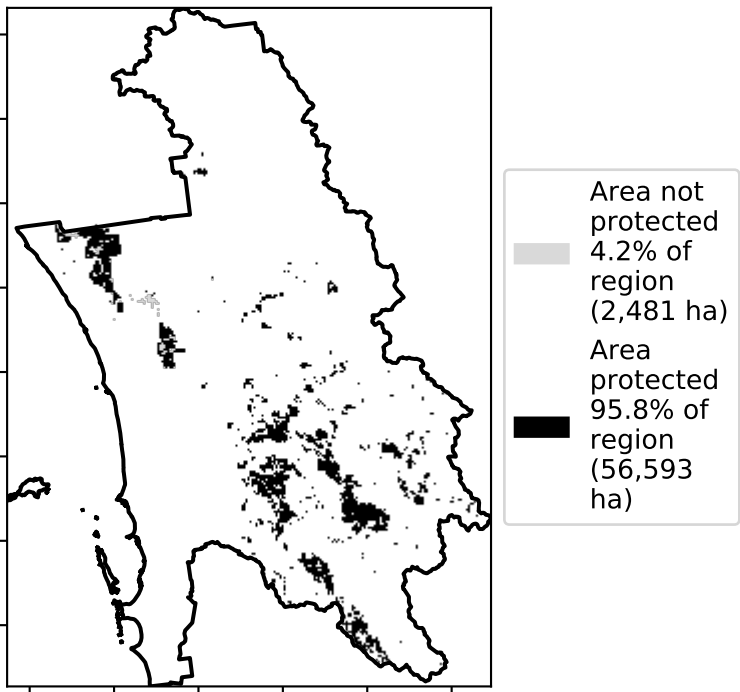 Area not
protected
4.2% of
region
(2,481 ha)
Area
protected
95.8% of
region
(56,593
ha)